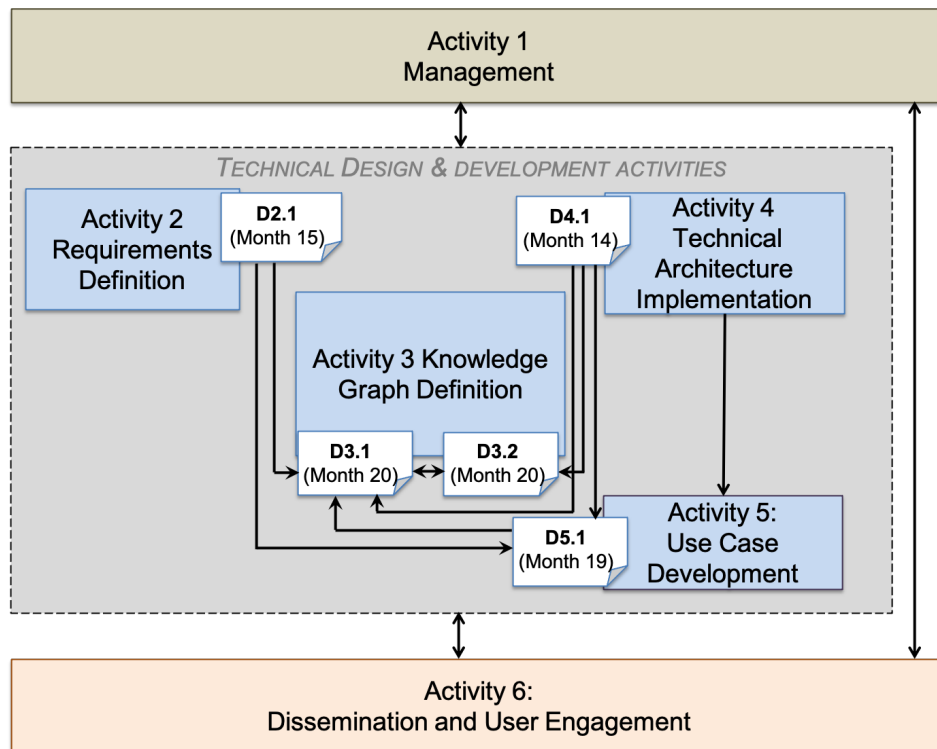 Activity 1
Management
TECHNICAL DESIGN & DEVELOPMENT ACTIVITIES
Activity 2
Requirements
Definition
D2.1
(Month 15)
D4.1
(Month 14)
Activity 4
Technical
Architecture
Implementation
Activity 3 Knowledge
Graph Definition
D3.1
(Month 20)
D3.2
(Month 20)
D5.1
(Month 19)
Activity 5:
Use Case
Development
Activity 6:
Dissemination and User Engagement